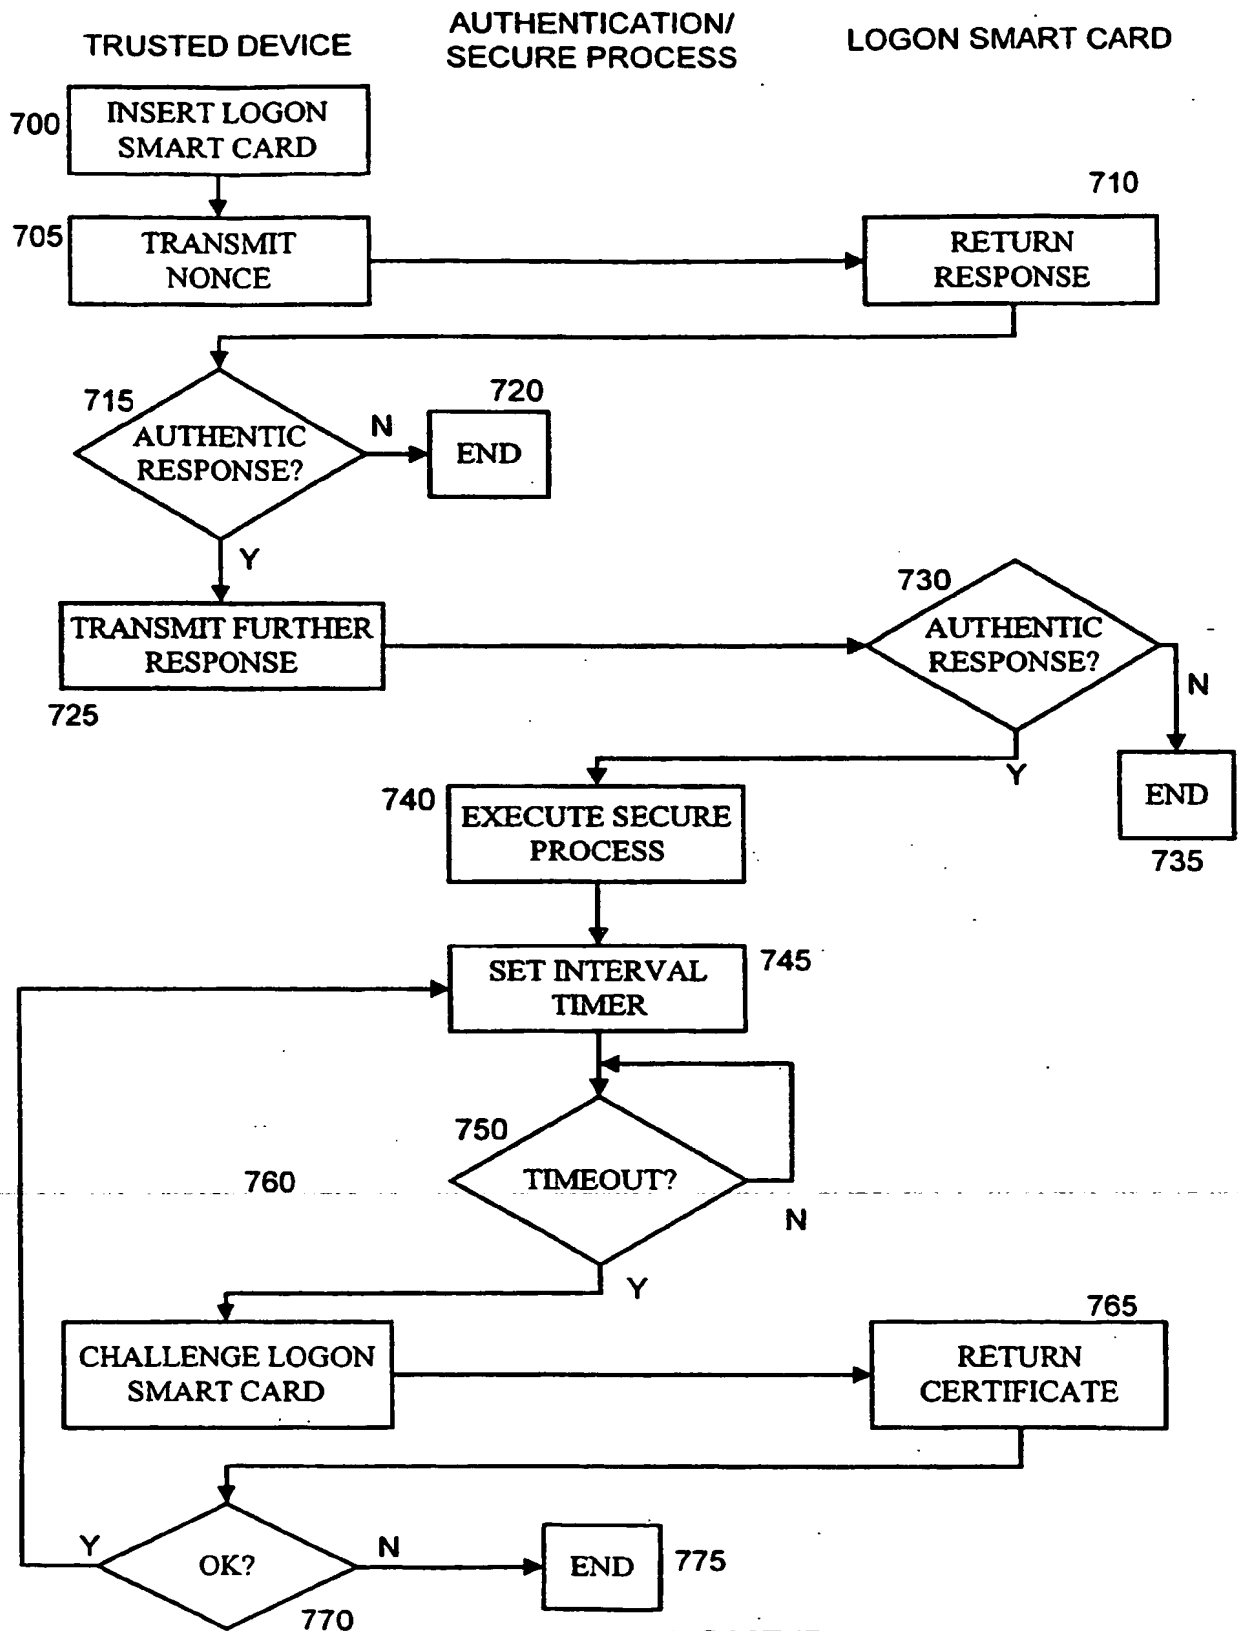 TRUSTED DEVICE
AUTHENTICATION/
SECURE PROCESS
LOGON SMART CARD
700
INSERT LOGON
SMART CARD
705
TRANSMIT
NONCE
710
RETURN
RESPONSE
715
AUTHENTIC
RESPONSE?
N
720
END
Y
TRANSMIT FURTHER
RESPONSE
725
730
AUTHENTIC
RESPONSE?
N
Y
END
735
740
EXECUTE SECURE
PROCESS
SET INTERVAL
TIMER
745
750
TIMEOUT?
N
Y
760
CHALLENGE LOGON
SMART CARD
765
RETURN
CERTIFICATE
Y
OK?
N
770
END
775